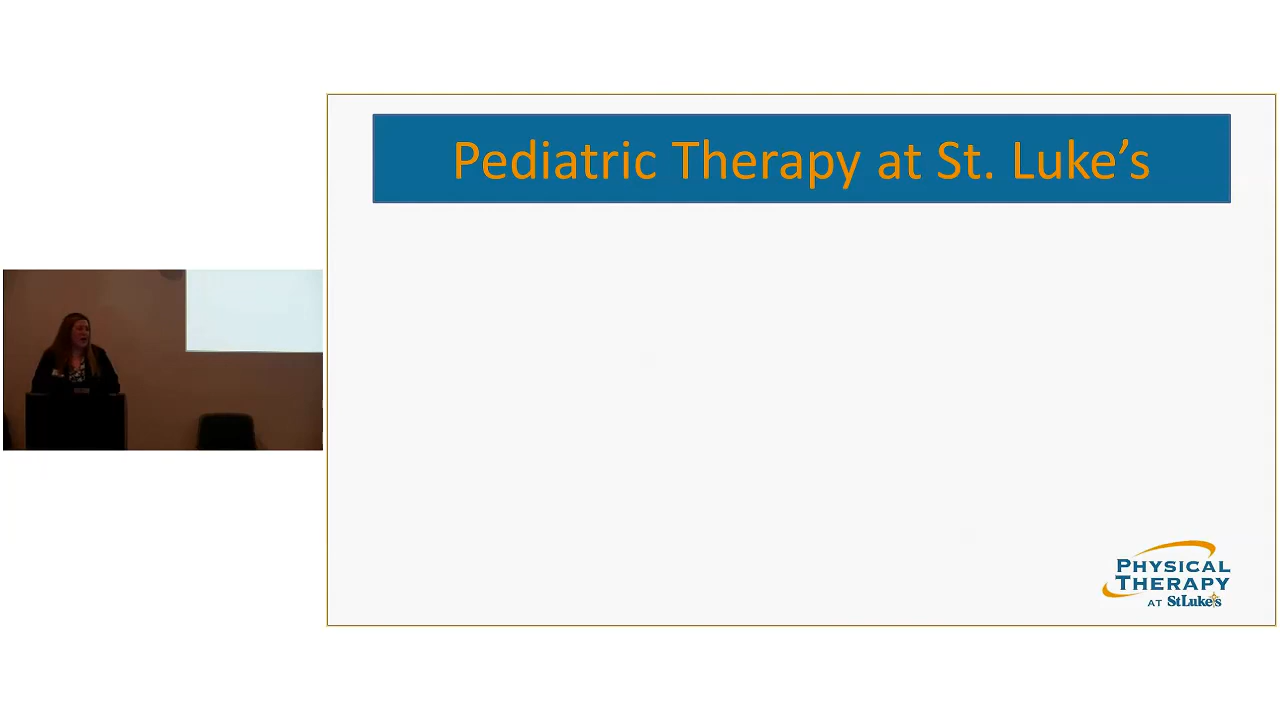 Pediatric Therapy at St. Luke’s
PHYSICAL
THERAPY
AT StLuke's